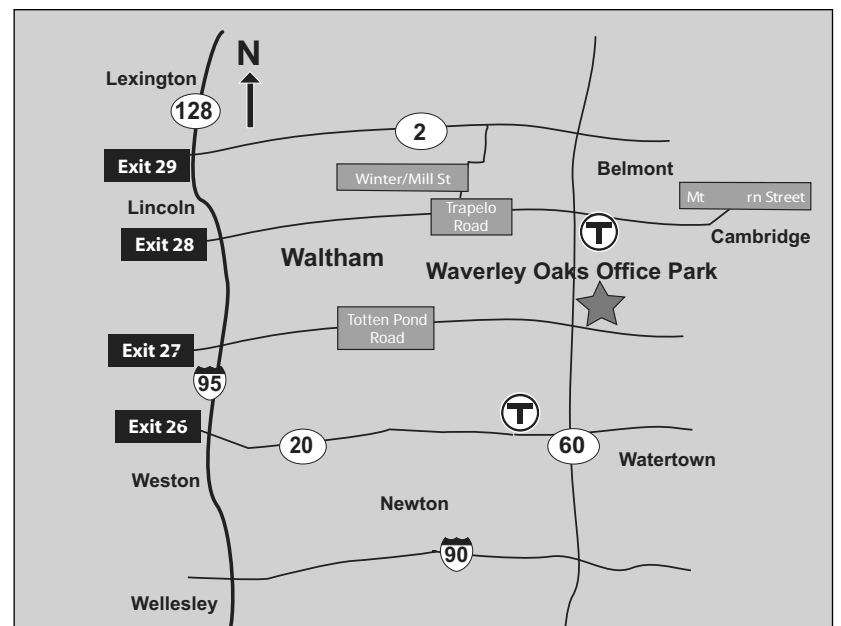 N
Lexington
128
2
Exit 29
Belmont
Winter/Mill St
Mt rn Street
Lincoln
Trapelo
Road
T
Cambridge
Exit 28
Waltham
Waverley Oaks Office Park
Totten Pond
Road
Exit 27
95
T
Exit 26
20
60
Watertown
Weston
Newton
90
Wellesley